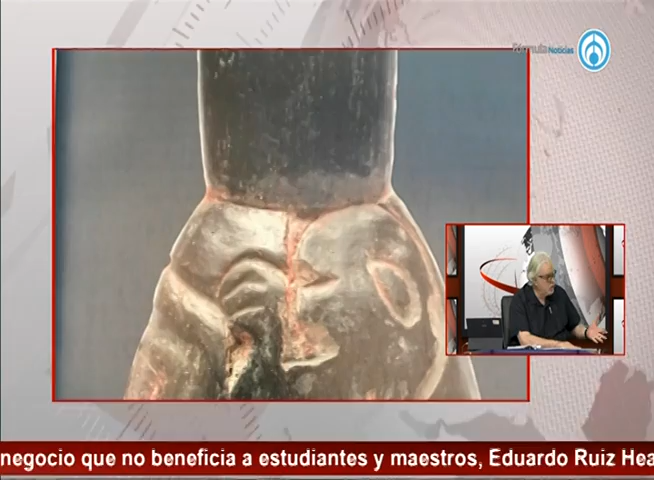 Fórmula Noticias
negocio que no beneficia a estudiantes y maestros, Eduardo Ruiz Hea